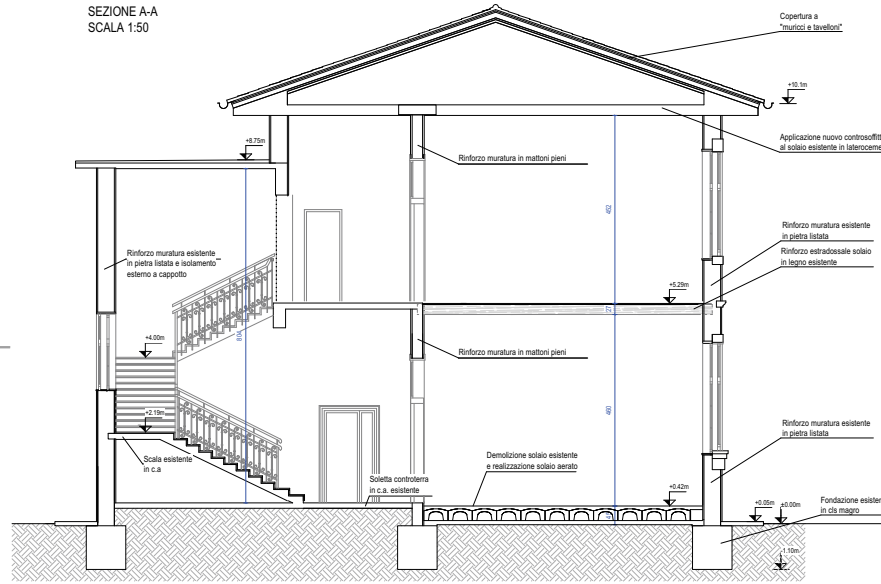 SEZIONE A-A
SCALA 1:50
Copertura a
"muricci e tavelloni"
+10.1m
Applicazione nuovo controsoffitt
al solaio esistente in lateroceme
+8.75m
Rinforzo muratura in mattoni pieni
452
Rinforzo muratura esistente
in pietra listata
Rinforzo estradossale solaio
in legno esistente
Rinforzo muratura esistente
in pietra listata e isolamento
esterno a cappotto
+5.29m
27
804
+4.00m
Rinforzo muratura in mattoni pieni
460
+2.19m
Rinforzo muratura esistente
in pietra listata
Scala esistente
in c.a
Demolizione solaio esistente
e realizzazione solaio aerato
Soletta controterra
in c.a. esistente
+0.42m
+0.05m
±0.00m
Fondazione esisten
in cls magro
1.10m